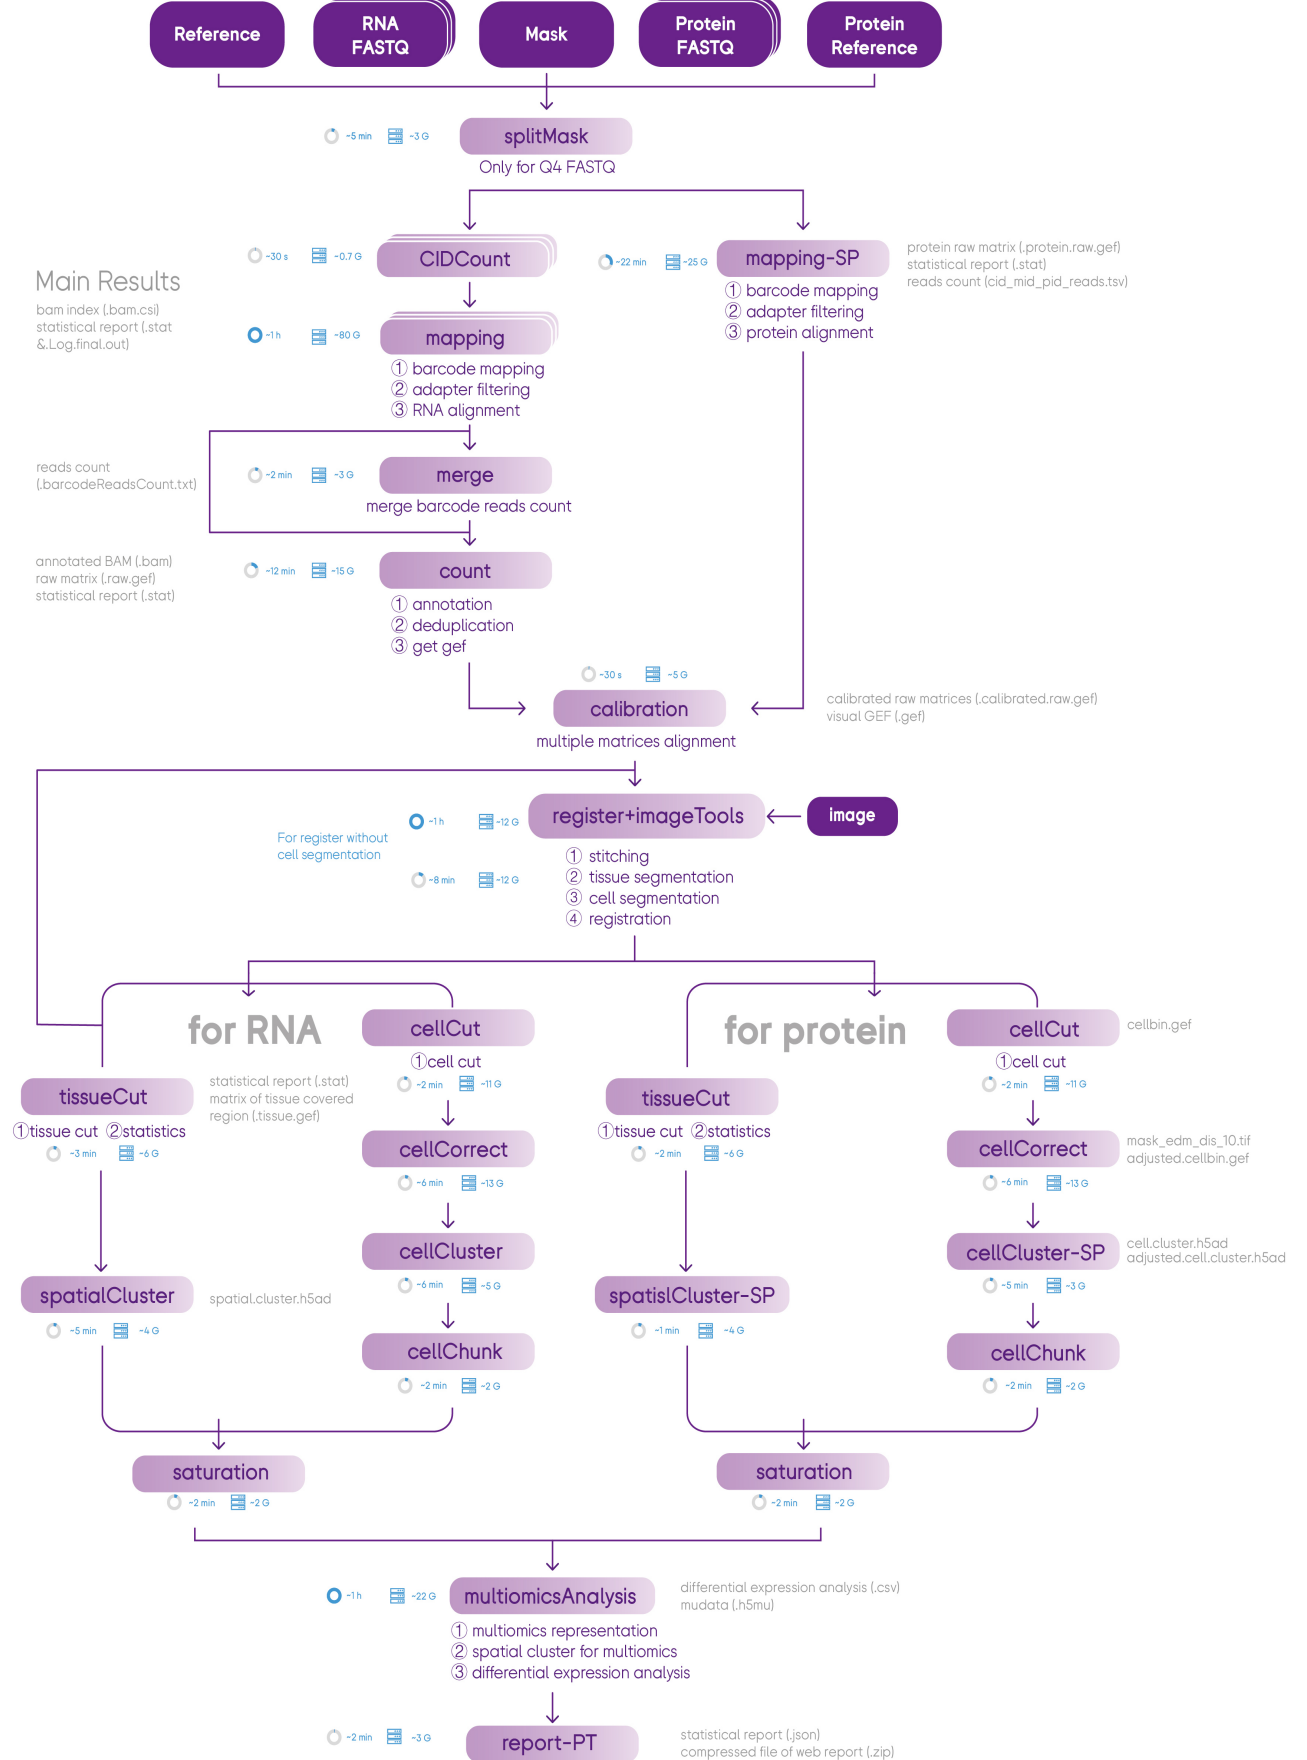 Reference
RNA
FASTQ
Mask
Protein
FASTQ
Protein
Reference
~5 min
~3 G
splitMask
Only for Q4 FASTQ
Main Results
bam index (.bam.csi)
statistical report (.stat
&.Log.final.out)
~30 s
~0.7 G
CIDCount
~1 h
~80 G
mapping
① barcode mapping
② adapter filtering
③ RNA alignment
~22 min
~25 G
mapping-SP
① barcode mapping
② adapter filtering
③ protein alignment
protein raw matrix (.protein.raw.gef)
statistical report (.stat)
reads count (cid_mid_pid_reads.tsv)
reads count
(.barcodeReadsCount.txt)
~2 min
~3 G
merge
merge barcode reads count
annotated BAM (.bam)
raw matrix (.raw.gef)
statistical report (.stat)
~12 min
~15 G
count
① annotation
② deduplication
③ get gef
~30 s
~5 G
calibration
multiple matrices alignment
calibrated raw matrices (.calibrated.raw.gef)
visual GEF (.gef)
~1 h
~12 G
register+imageTools
image
For register without
cell segmentation
~8 min
~12 G
① stitching
② tissue segmentation
③ cell segmentation
④ registration
for RNA
cellCut
①cell cut
~2 min
~11 G
tissueCut
①tissue cut ②statistics
~3 min
~6 G
statistical report (.stat)
matrix of tissue covered
region (.tissue.gef)
cellCorrect
~6 min
~13 G
cellCluster
~6 min
~5 G
spatialCluster
~5 min
~4 G
spatial.cluster.h5ad
cellChunk
~2 min
~2 G
saturation
~2 min
~2 G
for protein
cellCut
①cell cut
~2 min
~11 G
cellbin.gef
tissueCut
①tissue cut ②statistics
~2 min
~6 G
cellCorrect
~6 min
~13 G
mask_edm_dis_10.tif
adjusted.cellbin.gef
cellCluster-SP
~5 min
~3 G
cell.cluster.h5ad
adjusted.cell.cluster.h5ad
spatislCluster-SP
~1 min
~4 G
cellChunk
~2 min
~2 G
saturation
~2 min
~2 G
~1 h
~22 G
multiomicsAnalysis
① multiomics representation
② spatial cluster for multiomics
③ differential expression analysis
differential expression analysis (.csv)
mudata (.h5mu)
~2 min
~3 G
report-PT
statistical report (.json)
compressed file of web report (.zip)